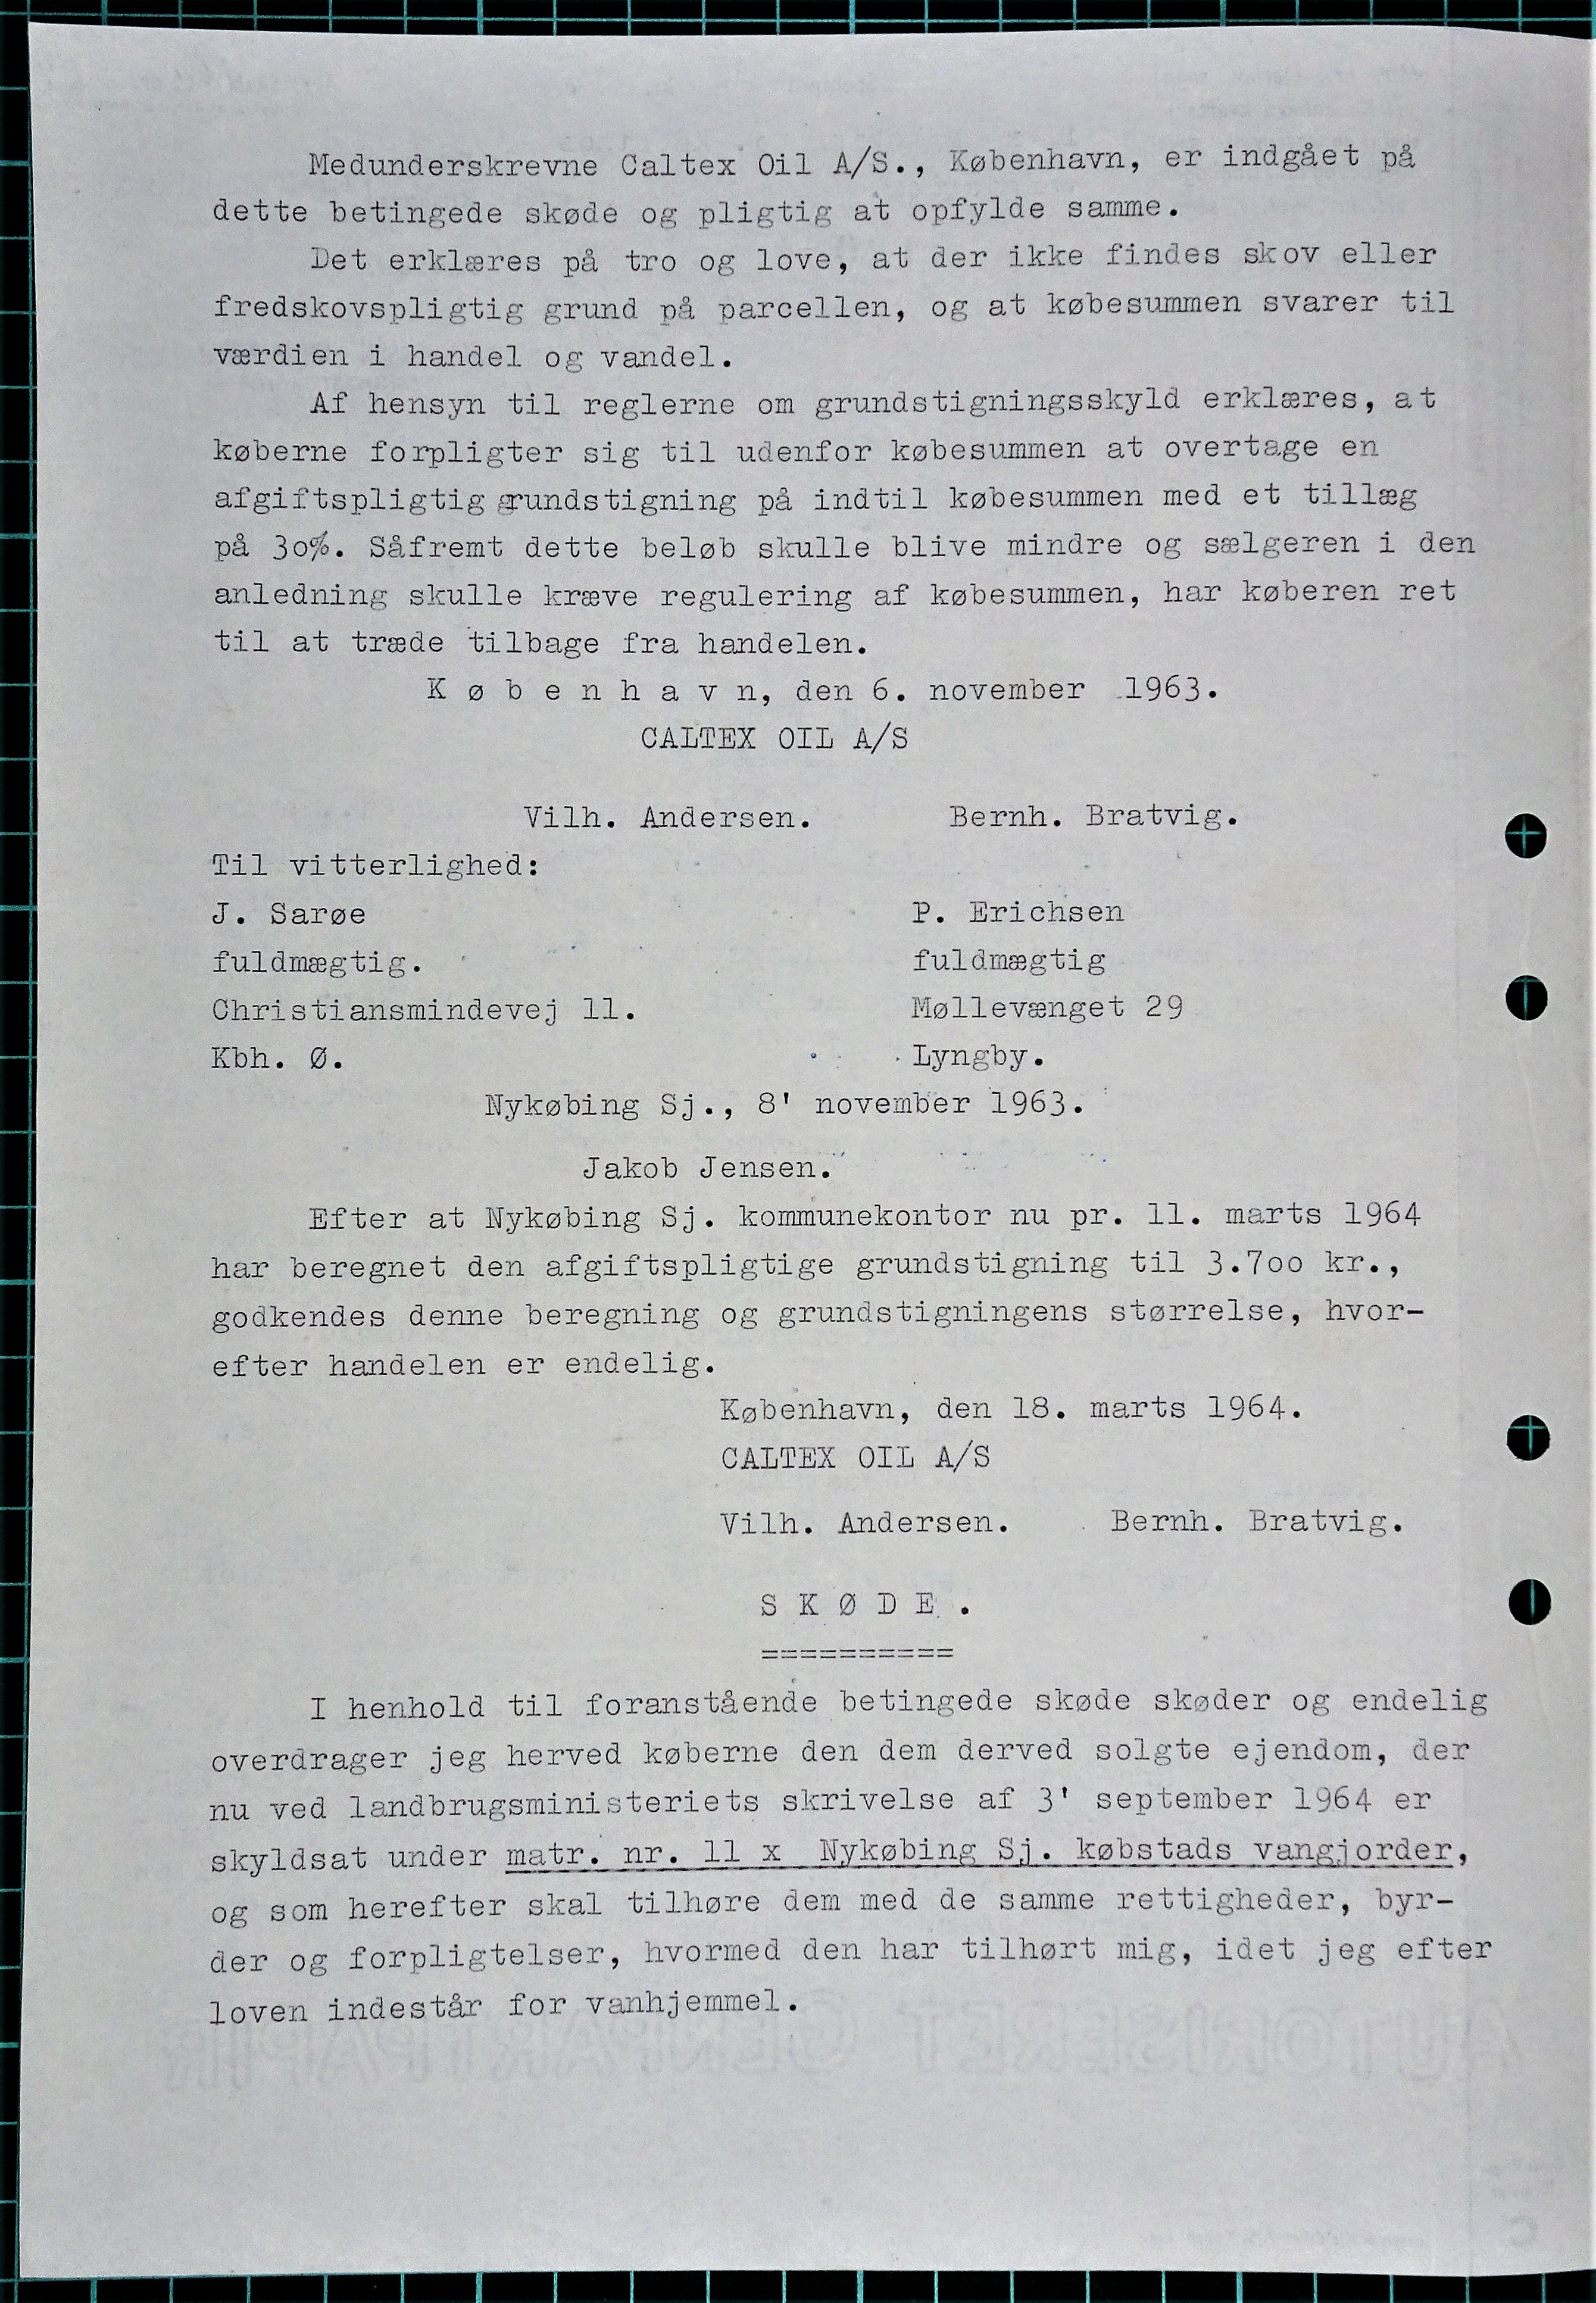 Medunderskrevne Caltex Oil A/S., København, er indgået på
dette betingede skøde og pligtig at opfylde samme.
Det erklæres på tro og love, at der ikke findes skov eller
fredskovspligtig grund på parcellen, og at købesummen svarer til
værdien i handel og vandel.
Af hensyn til reglerne om grundstigningsskyld erklæres, at
køberne forpligter sig til udenfor købesummen at overtage en
afgiftspligtig grundstigning på indtil købesummen med et tillæg
på 3o%. Såfremt dette beløb skulle blive mindre og sælgeren i den
anledning skulle kræve regulering af købesummen, har køberen ret
til at træde tilbage fra handelen.
K ø b e n h a v n, den 6. november 1963.
CALTEX OIL A/S
Vilh. Andersen. Bernh. Bratvig.
Til vitterlighed:
J. Sarøe P. Erichsen
fuldmægtig. fuldmægtig
Christiansmindevej 11. Møllevænget 29
Kbh. Ø. Lyngby.
Nykøbing Sj., 8' november 1963.
Jakob Jensen.
Efter at Nykøbing Sj. kommunekontor nu pr. 11. marts 1964
har beregnet den afgiftspligtige grundstigning til 3.7oo kr.,
godkendes denne beregning og grundstigningens størrelse, hvor-
efter handelen er endelig.
København, den 18. marts 1964.
CALTEX OIL A/S
Vilh. Andersen. Bernh. Bratvig.
S K Ø D E .
==========
I henhold til foranstående betingede skøde skøder og endelig
overdrager jeg herved køberne den dem derved solgte ejendom, der
nu ved landbrugsministeriets skrivelse af 3' september 1964 er
skyldsat under matr. nr. 11 x Nykøbing Sj. købstads vangjorder,
og som herefter skal tilhøre dem med de samme rettigheder, byr-
der og forpligtelser, hvormed den har tilhørt mig, idet jeg efter
loven indestår for vanhjemmel.